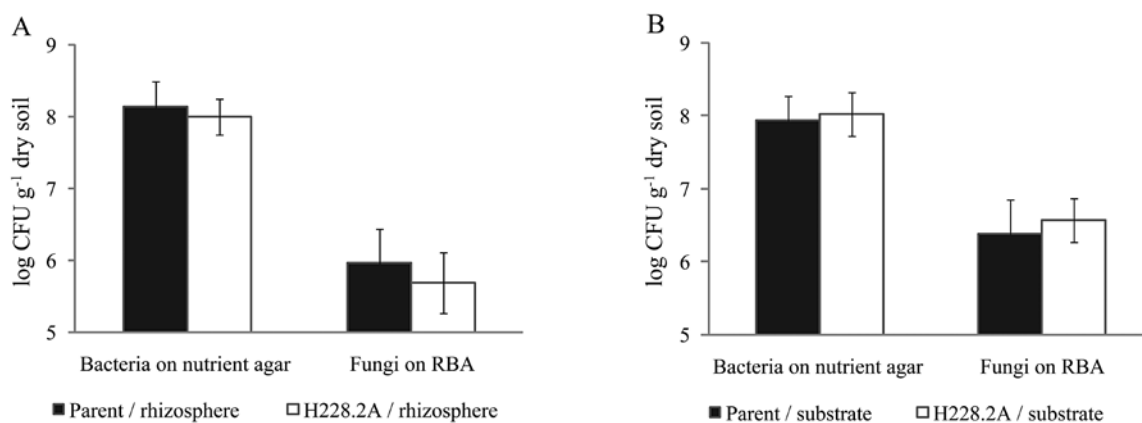 A
log CFU g⁻¹ dry soil
9
8
7
6
5
Bacteria on nutrient agar
Fungi on RBA
Parent / rhizosphere
H228.2A / rhizosphere
B
log CFU g⁻¹ dry soil
9
8
7
6
5
Bacteria on nutrient agar
Fungi on RBA
Parent / substrate
H228.2A / substrate